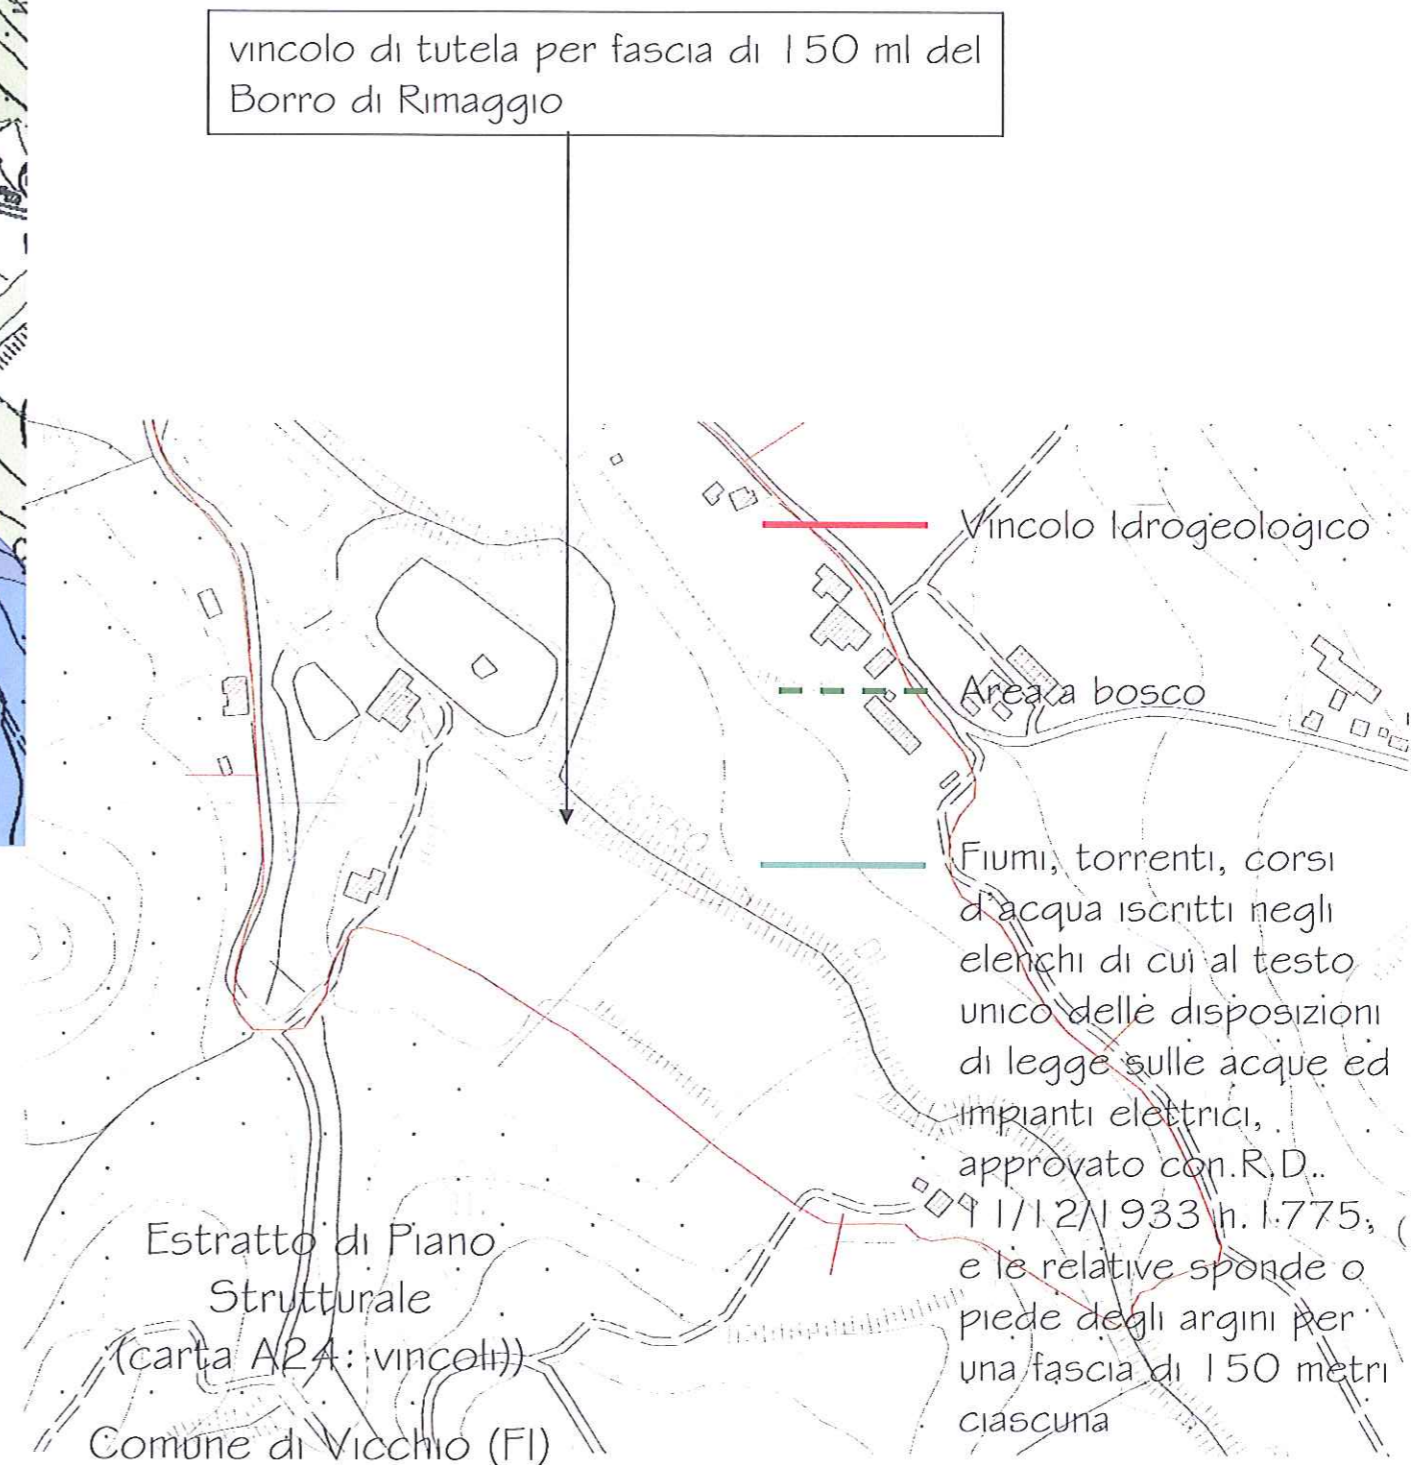 vincolo di tutela per fascia di 150 ml del
Borro di Rimaggio
Vincolo Idrogeologico
Area a bosco
BORRO
DI
Fiumi, torrenti, corsi
d'acqua iscritti negli
elenchi di cui al testo
unico delle disposizioni
di legge sulle acque ed
impianti elettrici,
approvato con R.D.
11/12/1933 n. 1775,
e le relative sponde o
piede degli argini per
una fascia di 150 metri
ciascuna
Estratto di Piano
Strutturale
(carta A24: vincoli))
Comune di Vicchio (FI)